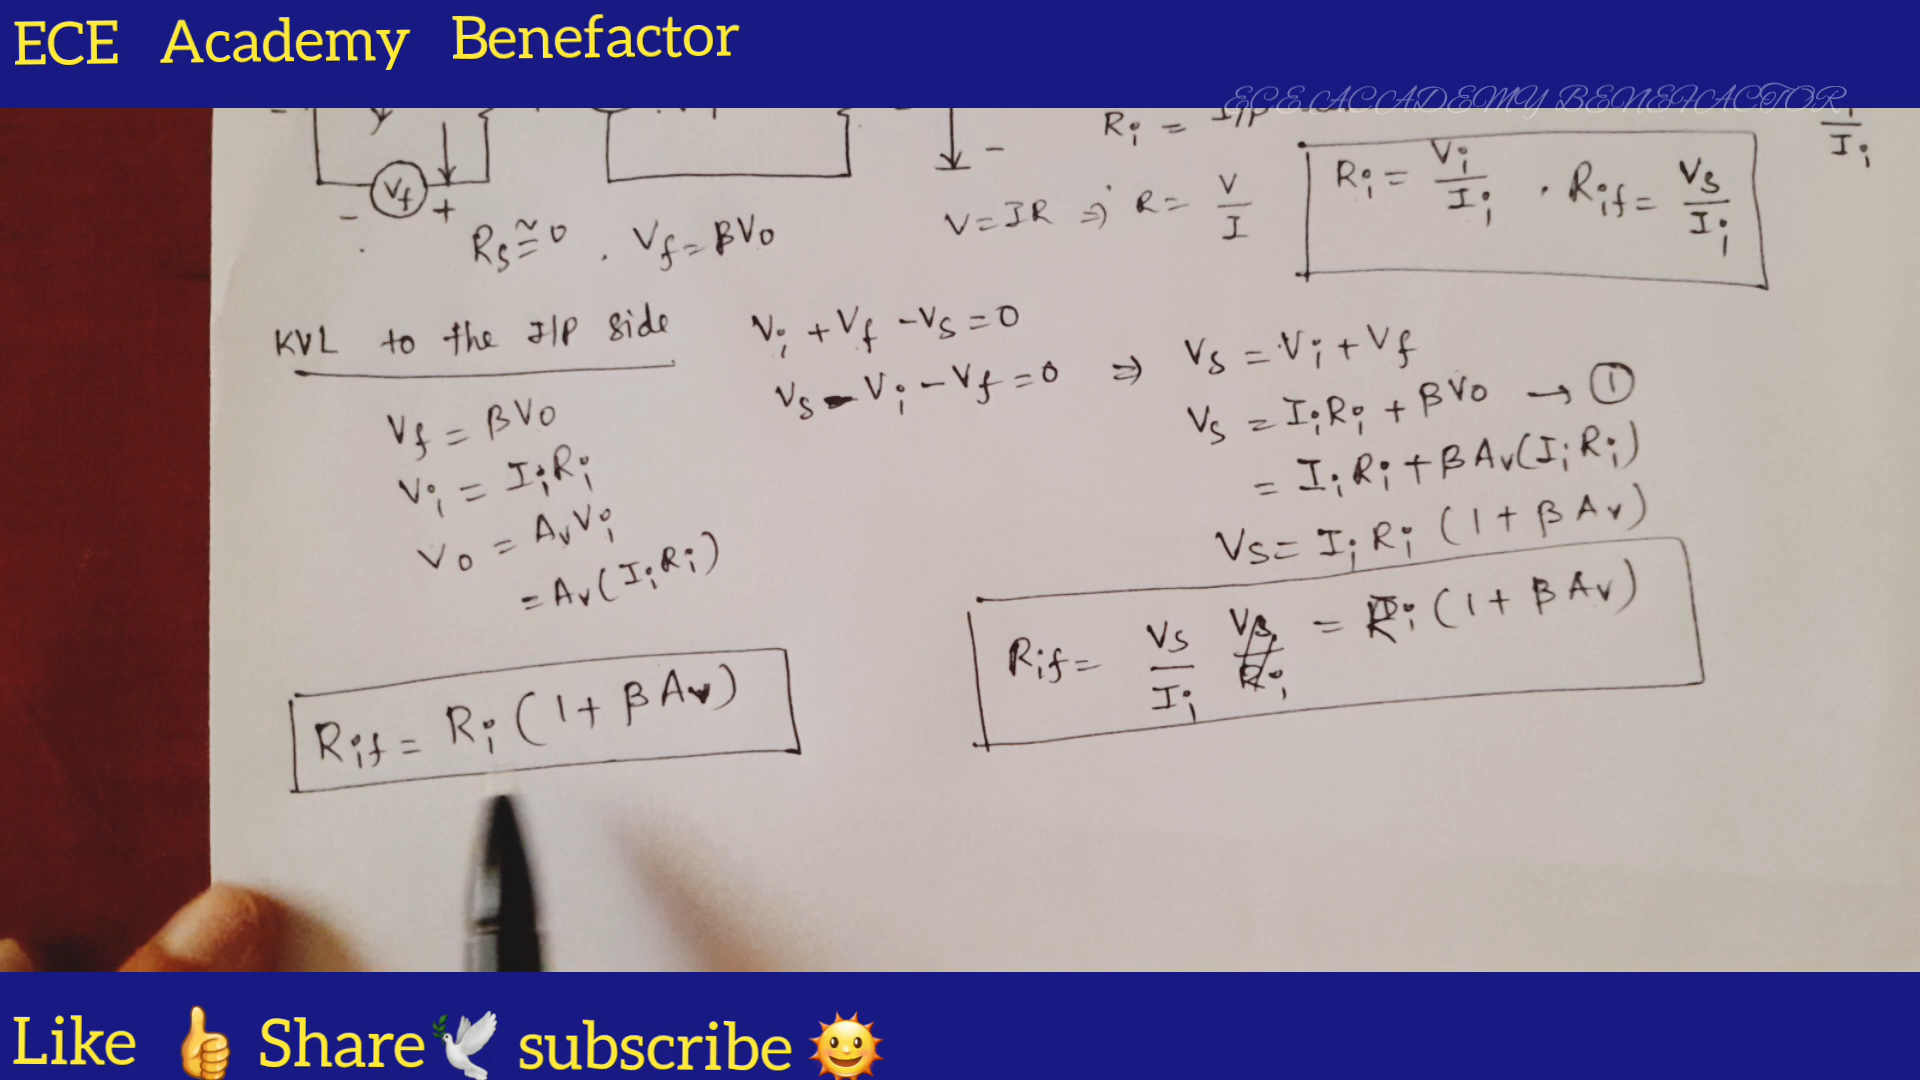 ECE Academy Benefactor
ECE ACCADEMY BENEFACTOR
Ri = I/P
Ii
Vf
- +
Rs ≅ 0 . Vf = βVo
V = IR ⇒ R = V/I
Ri = Vi/Ii . Rif = Vs/Ii
KVL to the I/P side
Vi + Vf - Vs = 0
Vs - Vi - Vf = 0 ⇒ Vs = Vi + Vf
Vf = βVo
Vi = IiRi
Vo = AvVi
= Av(IiRi)
Vs = IiRi + βVo → ①
= IiRi + βAv(IiRi)
Vs = IiRi(1 + βAv)
Rif = Vs/Ii = Ri(1 + βAv)
Rif = Ri(1 + βAv)
Like 👍 Share🕊 subscribe 🌞